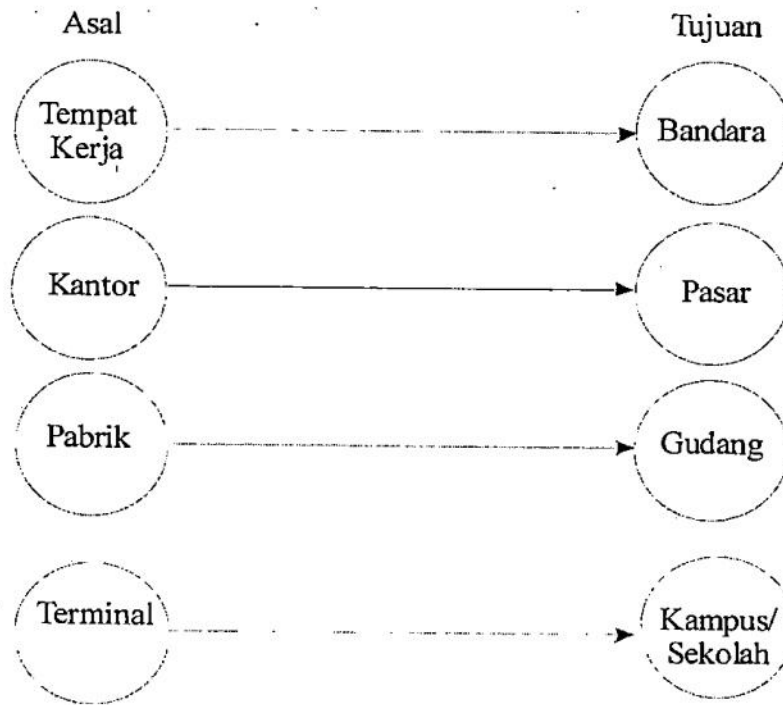 Asal
Tujuan
Tempat
Kerja
Bandara
Kantor
Pasar
Pabrik
Gudang
Terminal
Kampus/
Sekolah